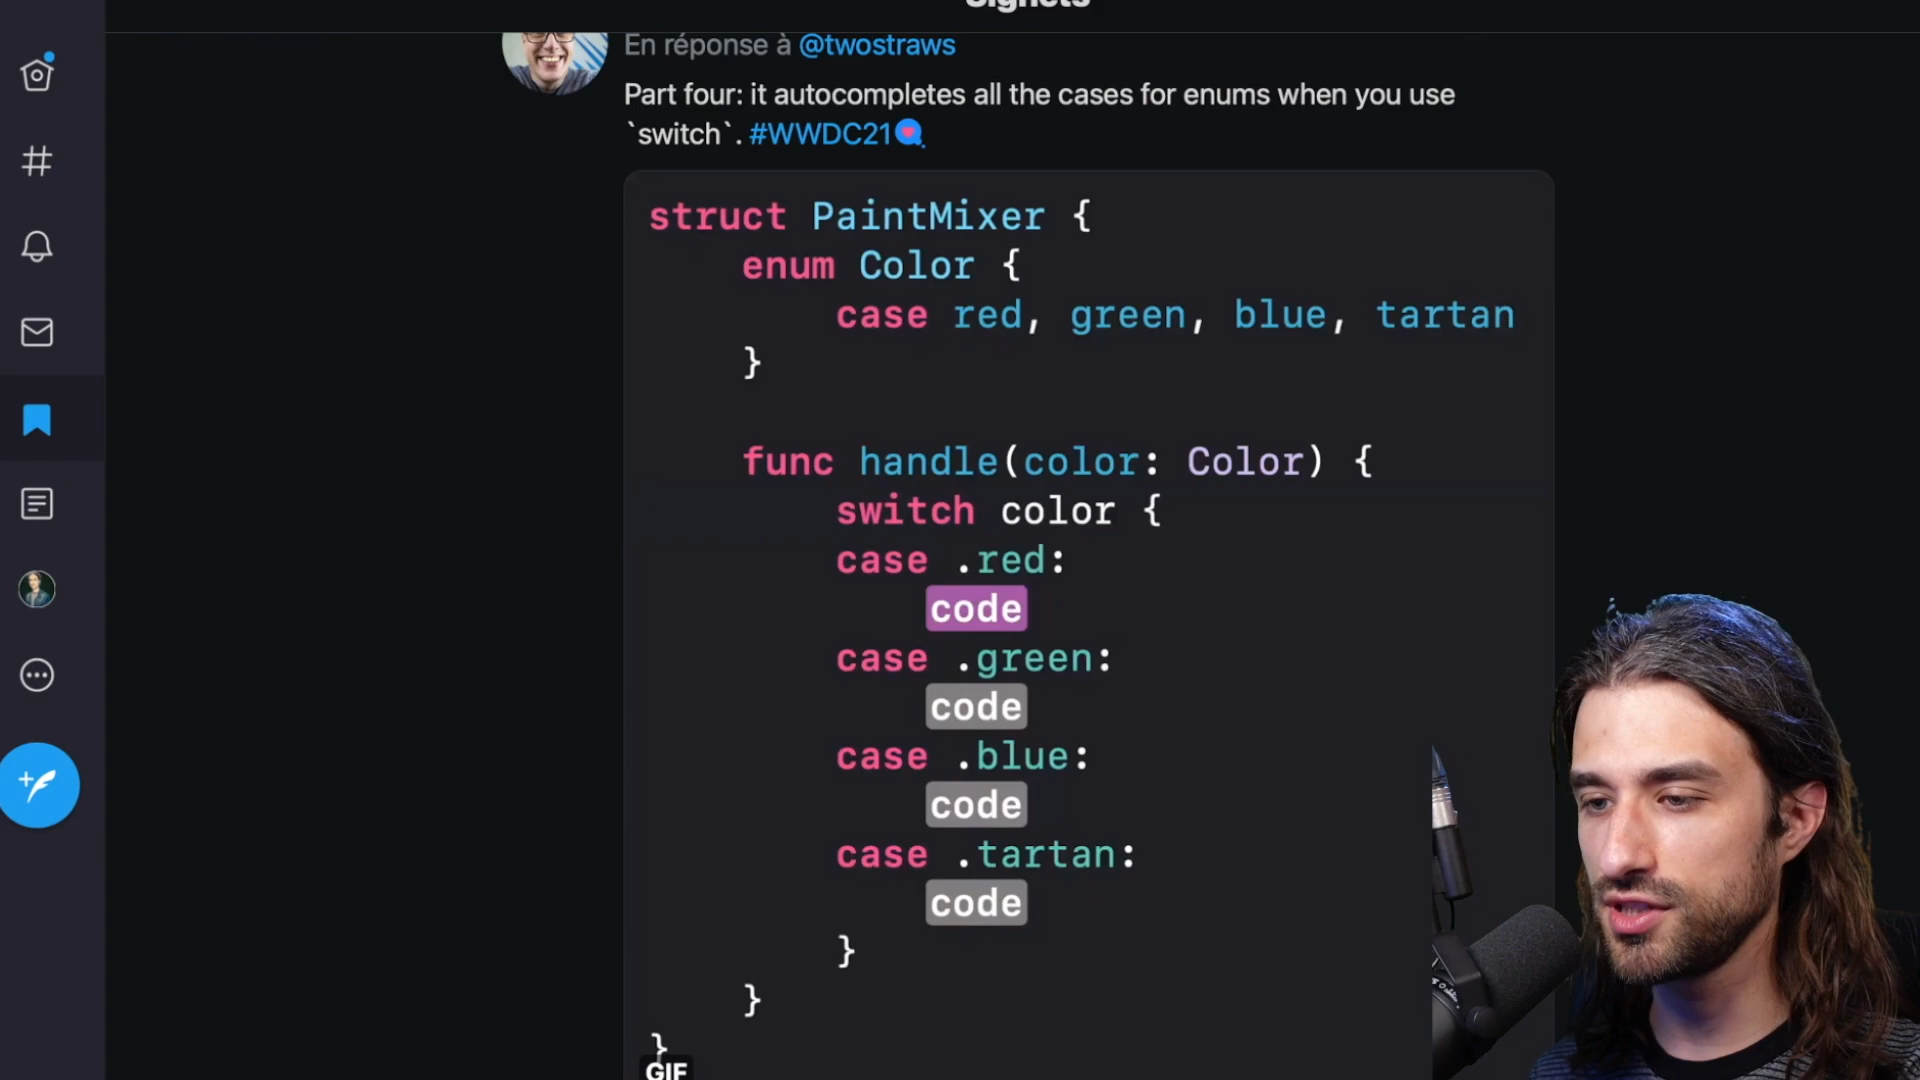 Signets
En réponse à @twostraws
Part four: it autocompletes all the cases for enums when you use
`switch`. #WWDC21
struct PaintMixer {
enum Color {
case red, green, blue, tartan
}
func handle(color: Color) {
switch color {
case .red:
code
case .green:
code
case .blue:
code
case .tartan:
code
}
}
}
GIF